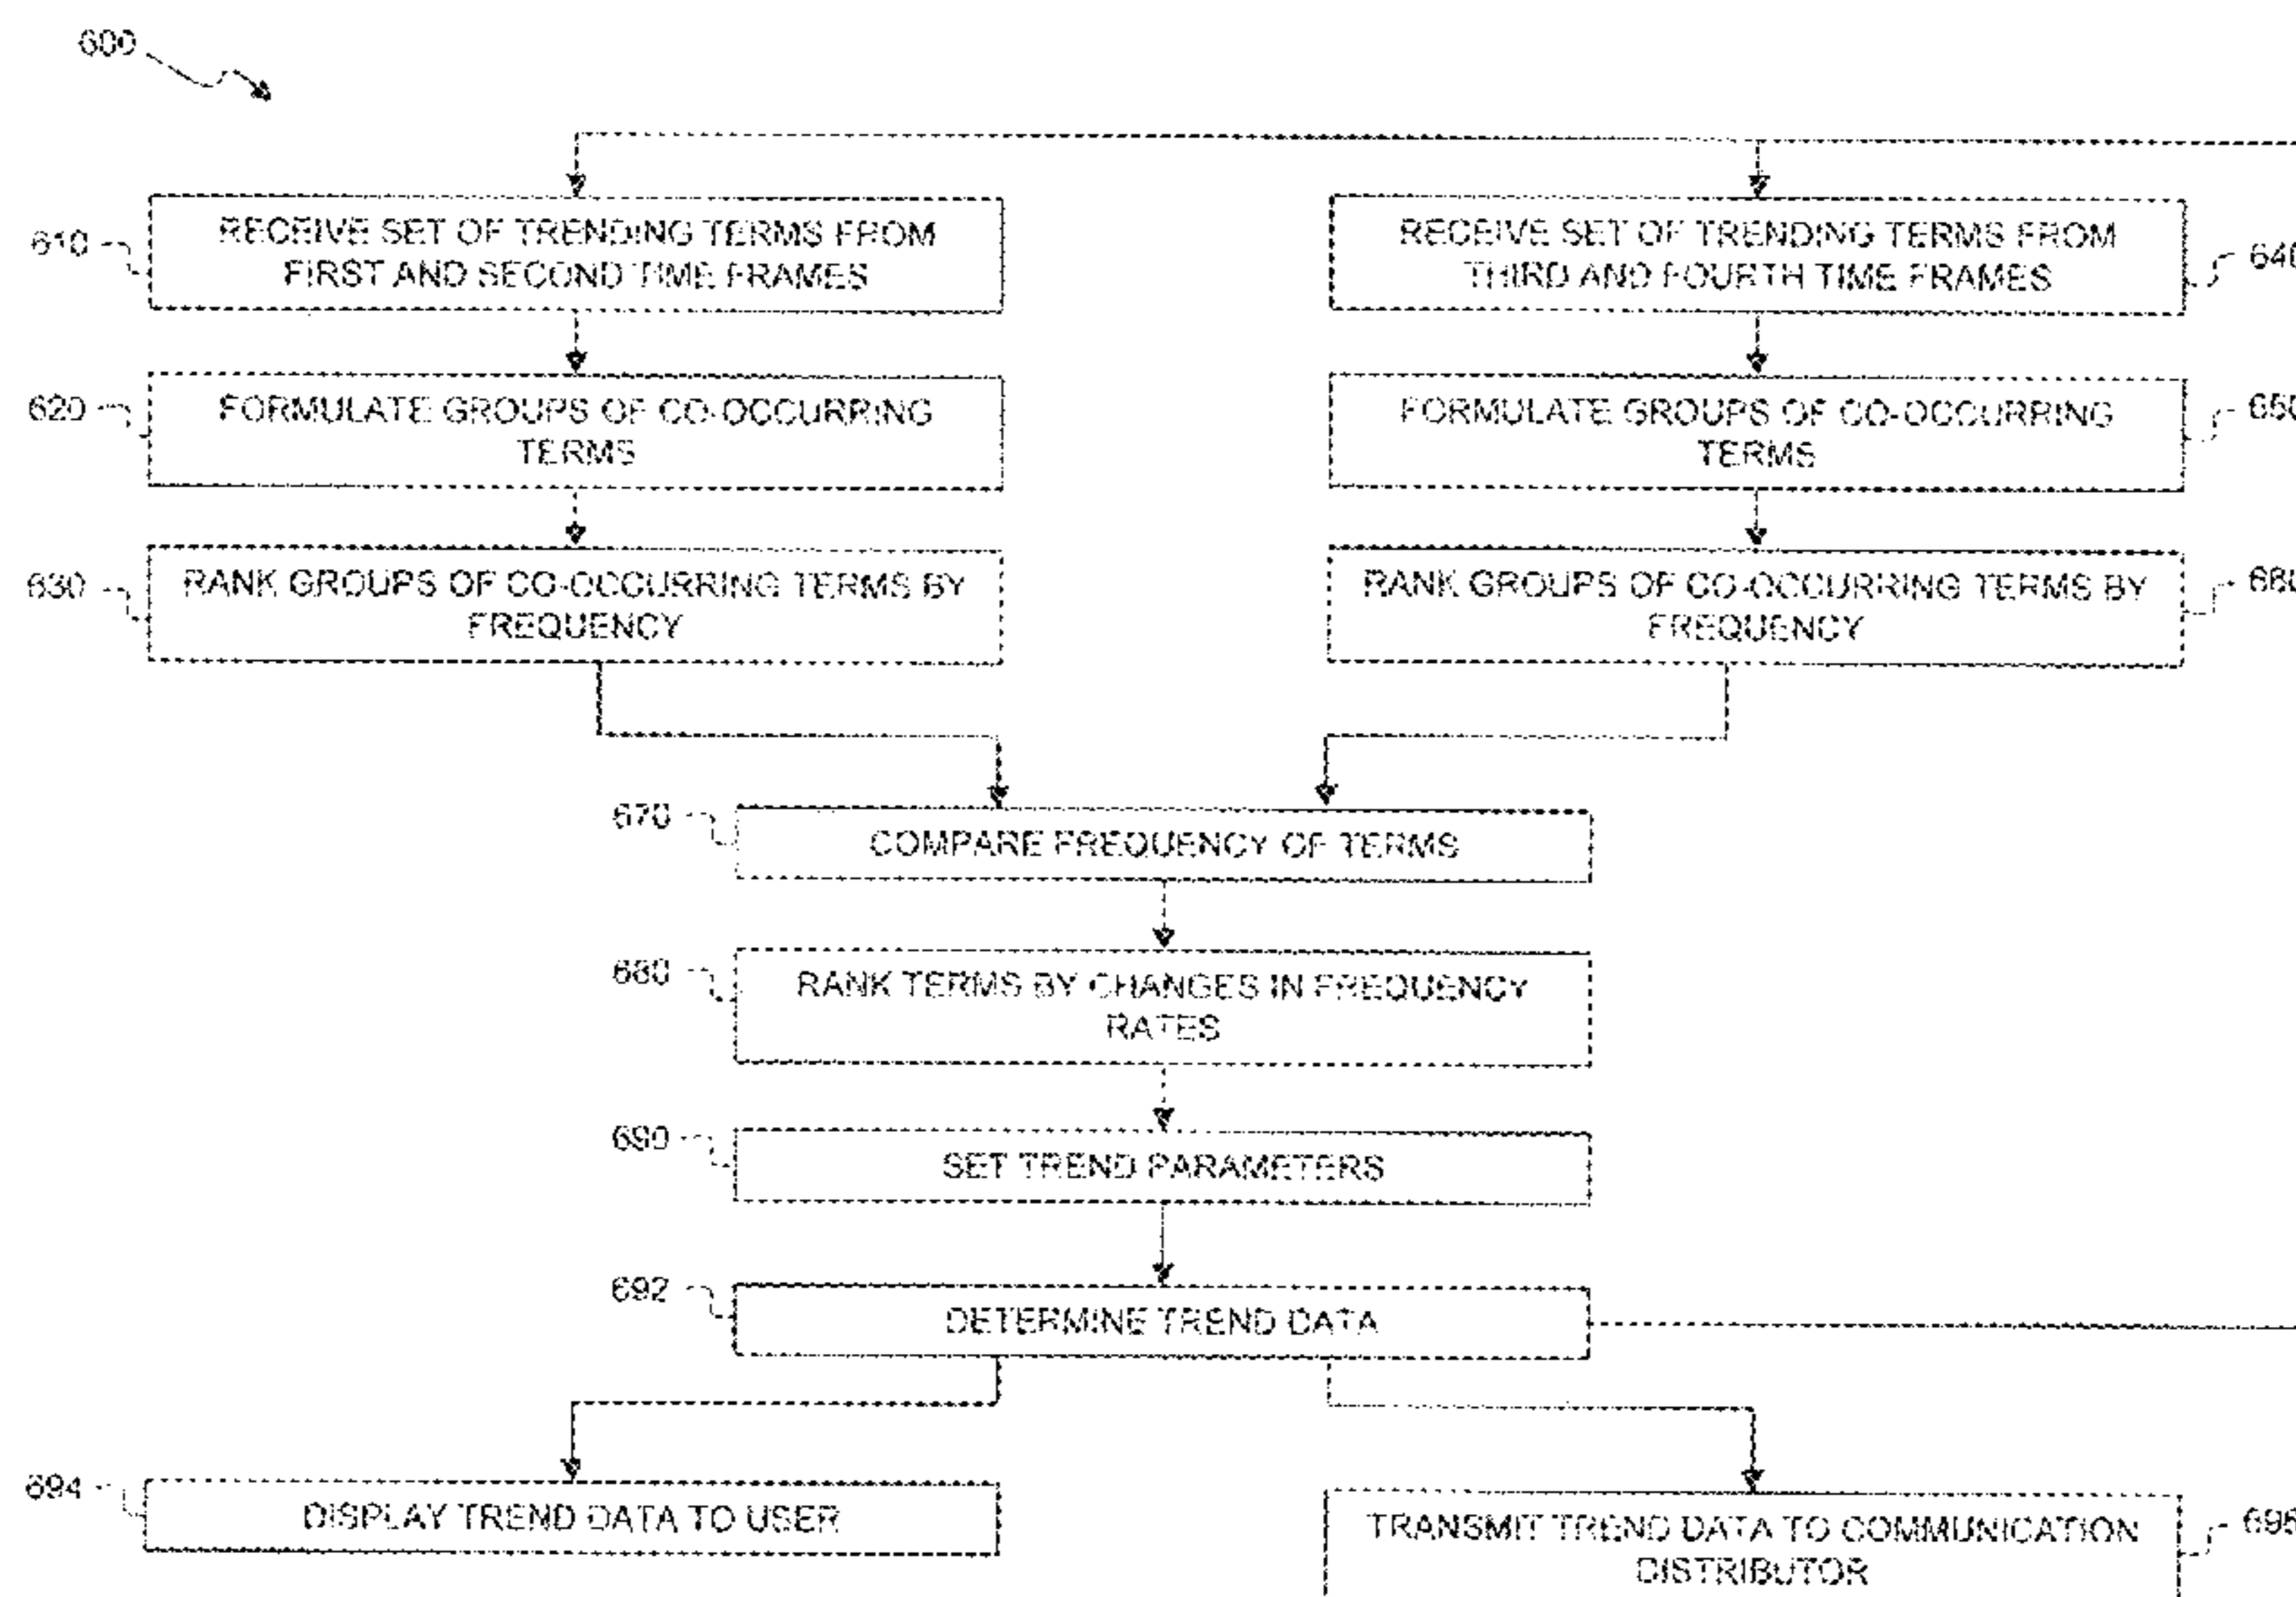 600
610
RECEIVE SET OF TRENDING TERMS FROM
FIRST AND SECOND TIME FRAMES
RECEIVE SET OF TRENDING TERMS FROM
THIRD AND FOURTH TIME FRAMES
640
620
FORMULATE GROUPS OF CO-OCCURRING
TERMS
FORMULATE GROUPS OF CO-OCCURRING
TERMS
650
630
RANK GROUPS OF CO-OCCURRING TERMS BY
FREQUENCY
RANK GROUPS OF CO-OCCURRING TERMS BY
FREQUENCY
670
COMPARE FREQUENCY OF TERMS
680
RANK TERMS BY CHANGES IN FREQUENCY
RATES
690
SET TREND PARAMETERS
692
DETERMINE TREND DATA
694
DISPLAY TREND DATA TO USER
TRANSMIT TREND DATA TO COMMUNICATION
DISTRIBUTOR